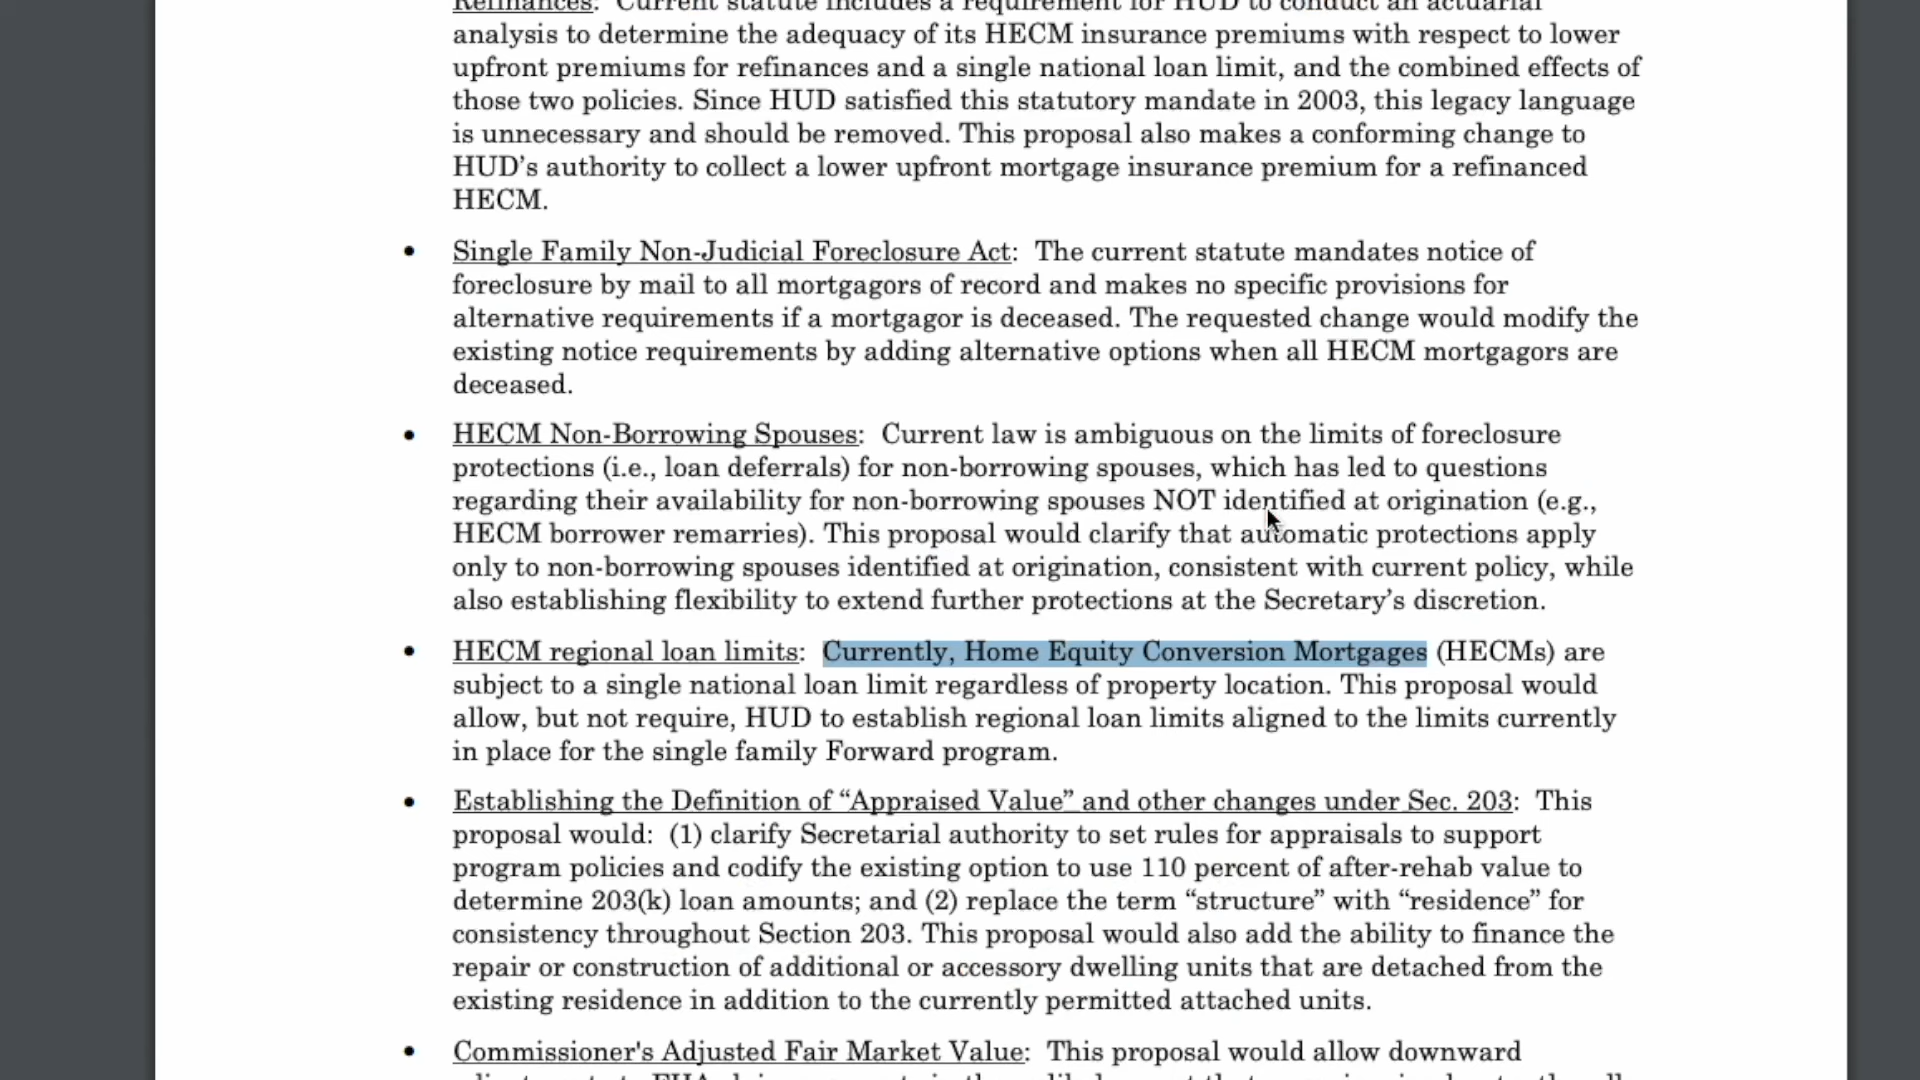 Refinances: Current statute includes a requirement for HUD to conduct an actuarial
analysis to determine the adequacy of its HECM insurance premiums with respect to lower
upfront premiums for refinances and a single national loan limit, and the combined effects of
those two policies. Since HUD satisfied this statutory mandate in 2003, this legacy language
is unnecessary and should be removed. This proposal also makes a conforming change to
HUD’s authority to collect a lower upfront mortgage insurance premium for a refinanced
HECM.
• Single Family Non-Judicial Foreclosure Act: The current statute mandates notice of
foreclosure by mail to all mortgagors of record and makes no specific provisions for
alternative requirements if a mortgagor is deceased. The requested change would modify the
existing notice requirements by adding alternative options when all HECM mortgagors are
deceased.
• HECM Non-Borrowing Spouses: Current law is ambiguous on the limits of foreclosure
protections (i.e., loan deferrals) for non-borrowing spouses, which has led to questions
regarding their availability for non-borrowing spouses NOT identified at origination (e.g.,
HECM borrower remarries). This proposal would clarify that automatic protections apply
only to non-borrowing spouses identified at origination, consistent with current policy, while
also establishing flexibility to extend further protections at the Secretary’s discretion.
• HECM regional loan limits: Currently, Home Equity Conversion Mortgages (HECMs) are
subject to a single national loan limit regardless of property location. This proposal would
allow, but not require, HUD to establish regional loan limits aligned to the limits currently
in place for the single family Forward program.
• Establishing the Definition of “Appraised Value” and other changes under Sec. 203: This
proposal would: (1) clarify Secretarial authority to set rules for appraisals to support
program policies and codify the existing option to use 110 percent of after-rehab value to
determine 203(k) loan amounts; and (2) replace the term “structure” with “residence” for
consistency throughout Section 203. This proposal would also add the ability to finance the
repair or construction of additional or accessory dwelling units that are detached from the
existing residence in addition to the currently permitted attached units.
• Commissioner's Adjusted Fair Market Value: This proposal would allow downward